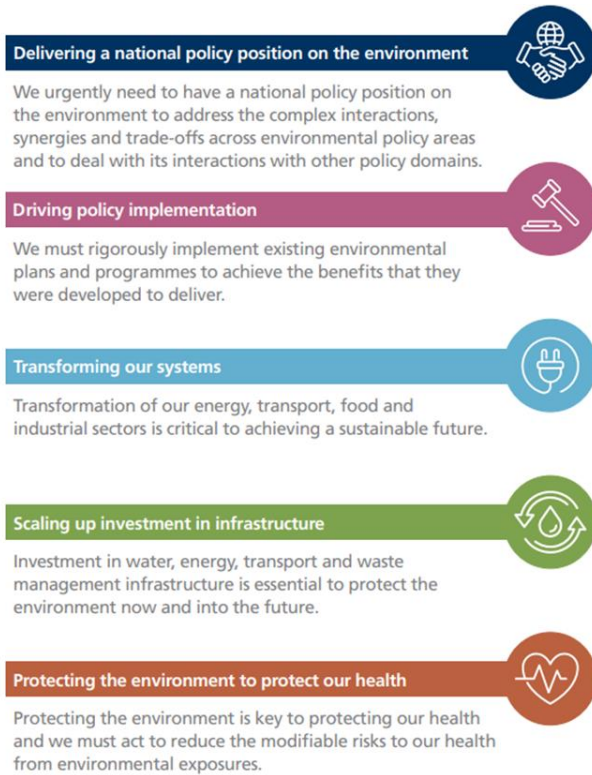 Delivering a national policy position on the environment
We urgently need to have a national policy position on
the environment to address the complex interactions,
synergies and trade-offs across environmental policy areas
and to deal with its interactions with other policy domains.
Driving policy implementation
We must rigorously implement existing environmental
plans and programmes to achieve the benefits that they
were developed to deliver.
Transforming our systems
Transformation of our energy, transport, food and
industrial sectors is critical to achieving a sustainable future.
Scaling up investment in infrastructure
Investment in water, energy, transport and waste
management infrastructure is essential to protect the
environment now and into the future.
Protecting the environment to protect our health
Protecting the environment is key to protecting our health
and we must act to reduce the modifiable risks to our health
from environmental exposures.